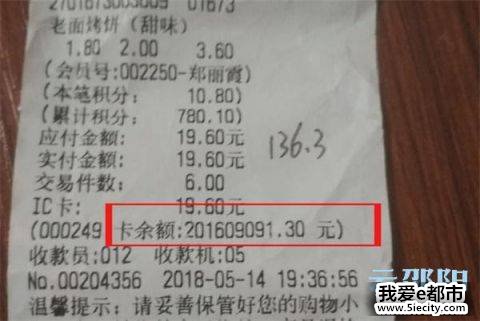 2701673003609 01673
老面烤饼(甜味)
1.80 2.00 3.60
(会员号:002250-郑丽霞)
(本笔积分: 10.80)
(累计积分: 780.10)
应付金额: 19.60元
实付金额: 19.60元
交易件数: 6.00
IC卡: 19.60元
(000249 卡余额:201609091.30 元)
收款员:012 收款机:05
No.00204356 2018-05-14 19:36:56
温馨提示: 请妥善保管好您的购物小
136.3
云邵阳
我爱e都市
www.5iecity.com